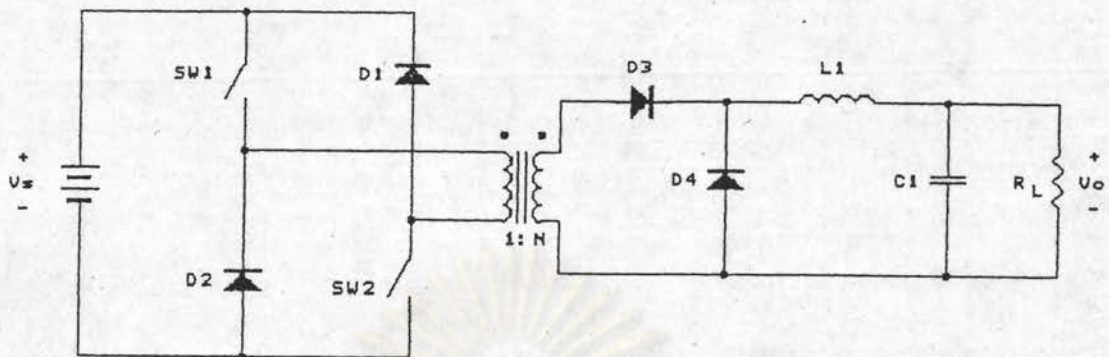 SW1
D1
D3
L1
+
Vs
-
D4
C1
RL
+
Vo
-
1: N
D2
SW2